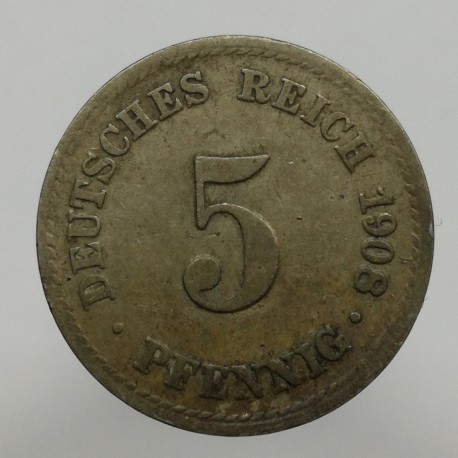 DEUTSCHES REICH 1908
5
· PFENNIG ·